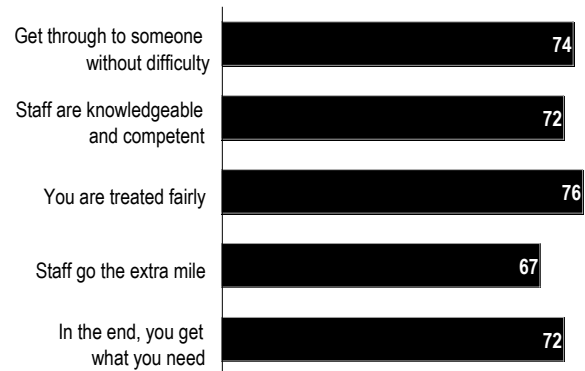 Get through to someone
without difficulty
74
Staff are knowledgeable
and competent
72
You are treated fairly
76
Staff go the extra mile
67
In the end, you get
what you need
72